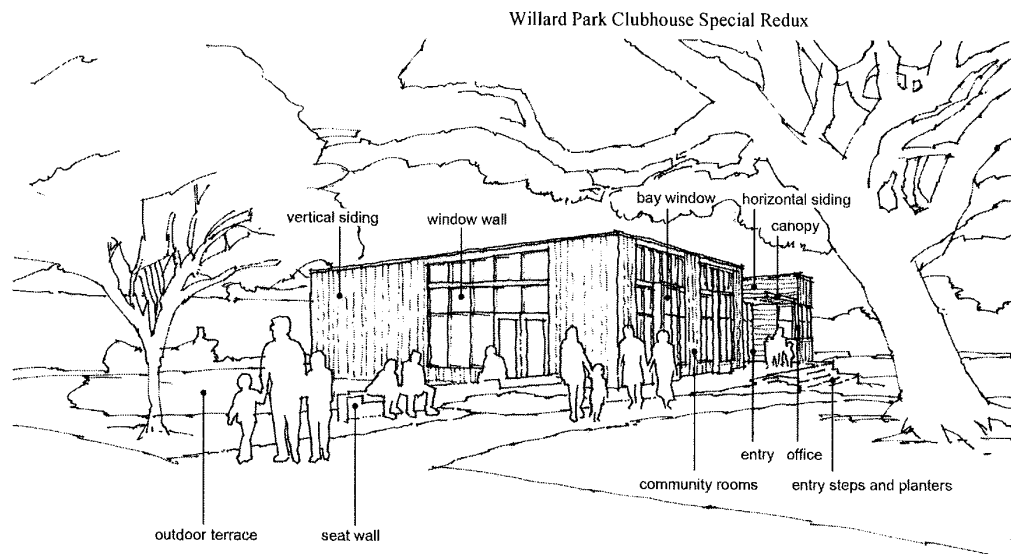 Willard Park Clubhouse Special Redux
vertical siding
window wall
bay window
horizontal siding
canopy
entry
office
community rooms
entry steps and planters
outdoor terrace
seat wall